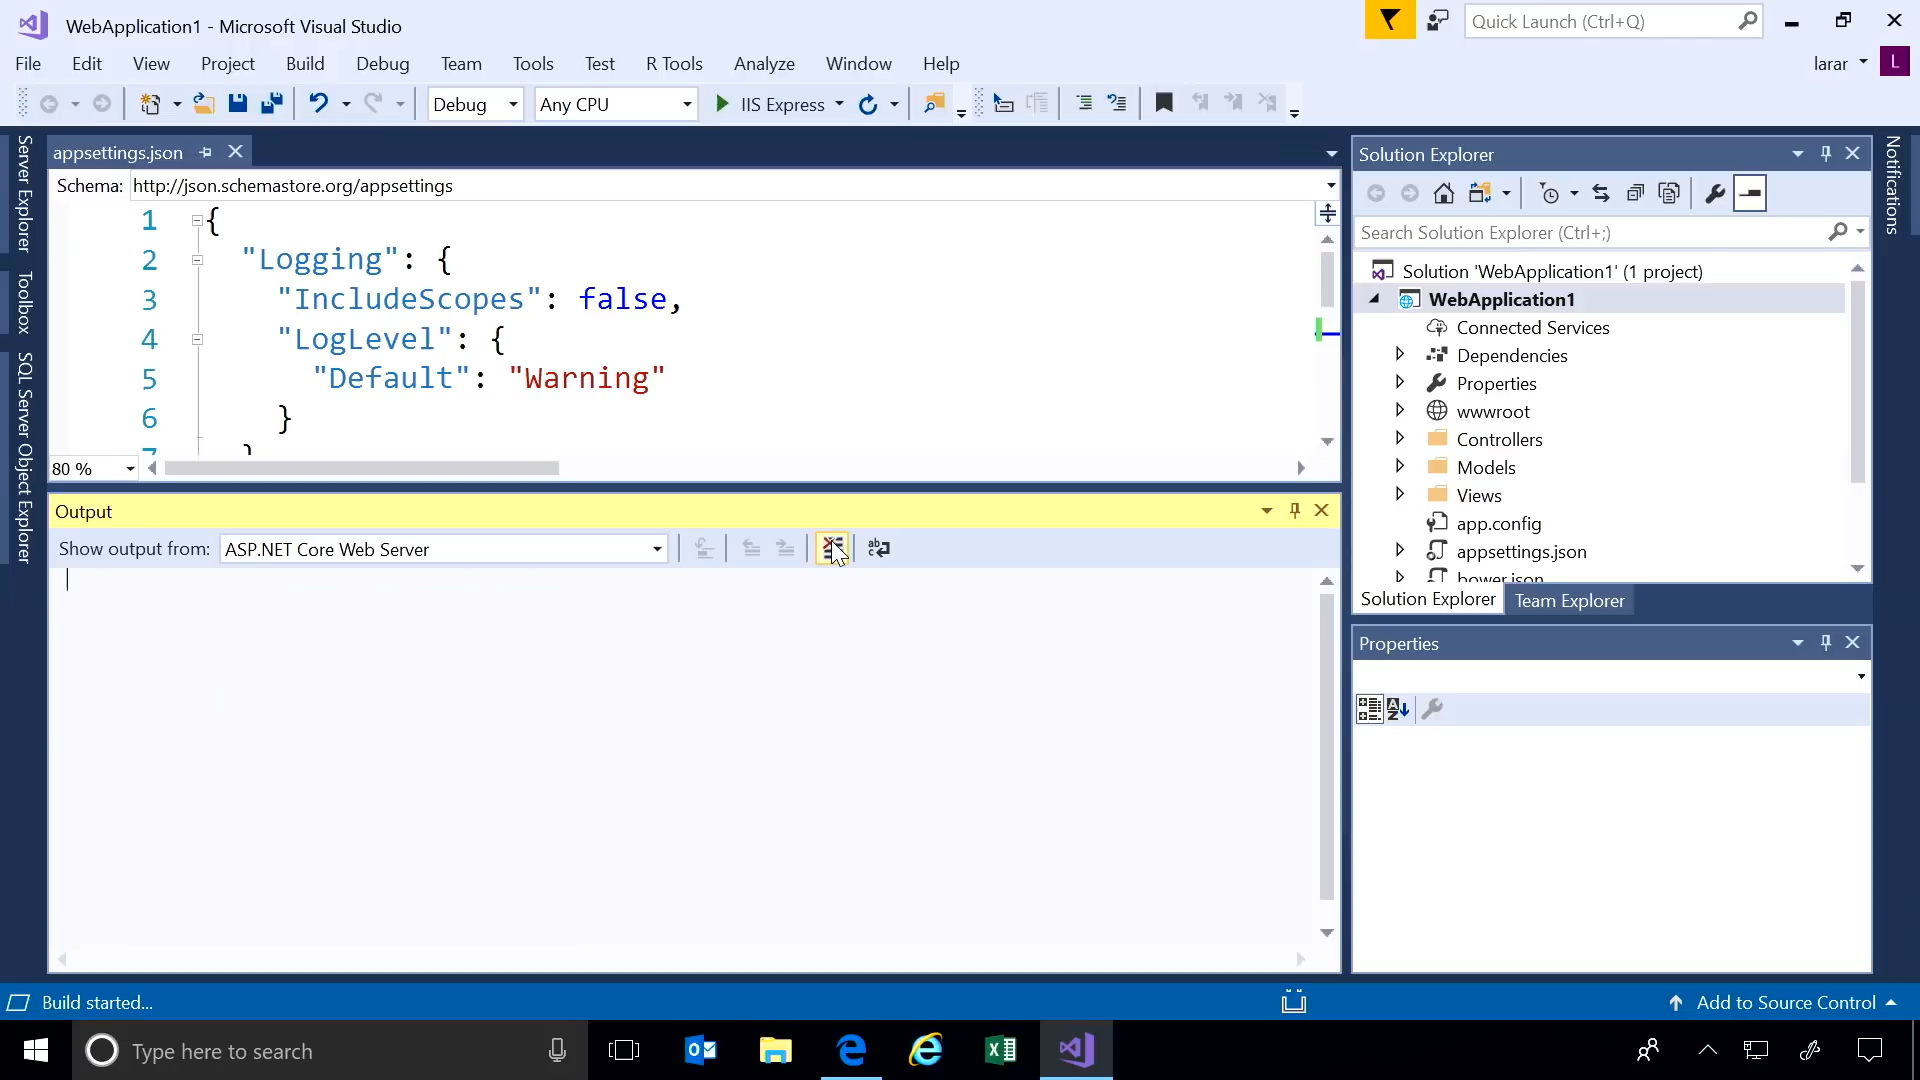 WebApplication1 - Microsoft Visual Studio
Quick Launch (Ctrl+Q)
File Edit View Project Build Debug Team Tools Test R Tools Analyze Window Help
larar L
Debug Any CPU IIS Express
Server Explorer
Toolbox
SQL Server Object Explorer
appsettings.json
Schema: http://json.schemastore.org/appsettings
1 {
2 "Logging": {
3 "IncludeScopes": false,
4 "LogLevel": {
5 "Default": "Warning"
6 }
7 }
80 %
Output
Show output from: ASP.NET Core Web Server
Solution Explorer
Search Solution Explorer (Ctrl+;)
Solution 'WebApplication1' (1 project)
WebApplication1
Connected Services
Dependencies
Properties
wwwroot
Controllers
Models
Views
app.config
appsettings.json
bower.json
Solution Explorer Team Explorer
Properties
Notifications
Build started...
Add to Source Control
Type here to search